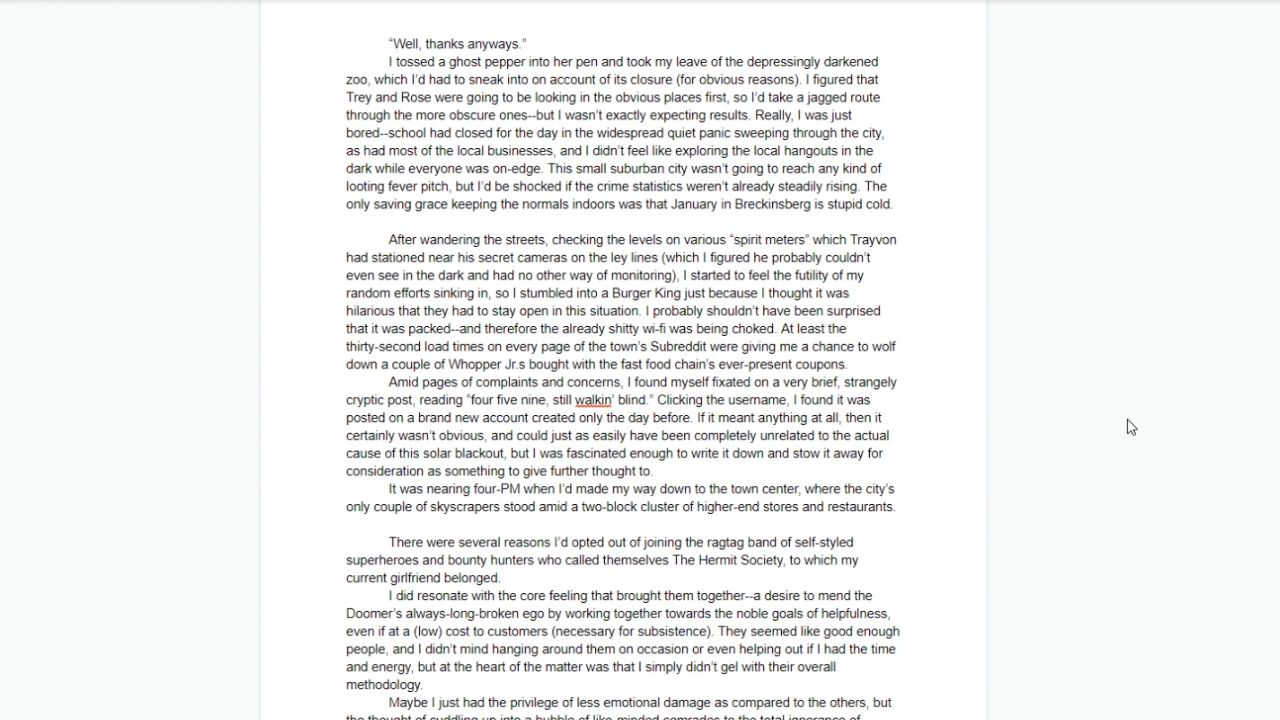 “Well, thanks anyways.”
I tossed a ghost pepper into her pen and took my leave of the depressingly darkened
zoo, which I’d had to sneak into on account of its closure (for obvious reasons). I figured that
Trey and Rose were going to be looking in the obvious places first, so I’d take a jagged route
through the more obscure ones--but I wasn’t exactly expecting results. Really, I was just
bored--school had closed for the day in the widespread quiet panic sweeping through the city,
as had most of the local businesses, and I didn’t feel like exploring the local hangouts in the
dark while everyone was on-edge. This small suburban city wasn’t going to reach any kind of
looting fever pitch, but I’d be shocked if the crime statistics weren’t already steadily rising. The
only saving grace keeping the normals indoors was that January in Breckinsberg is stupid cold.
After wandering the streets, checking the levels on various “spirit meters” which Trayvon
had stationed near his secret cameras on the ley lines (which I figured he probably couldn’t
even see in the dark and had no other way of monitoring), I started to feel the futility of my
random efforts sinking in, so I stumbled into a Burger King just because I thought it was
hilarious that they had to stay open in this situation. I probably shouldn’t have been surprised
that it was packed--and therefore the already shitty wi-fi was being choked. At least the
thirty-second load times on every page of the town’s Subreddit were giving me a chance to wolf
down a couple of Whopper Jr.s bought with the fast food chain’s ever-present coupons.
Amid pages of complaints and concerns, I found myself fixated on a very brief, strangely
cryptic post, reading “four five nine, still walkin’ blind.” Clicking the username, I found it was
posted on a brand new account created only the day before. If it meant anything at all, then it
certainly wasn’t obvious, and could just as easily have been completely unrelated to the actual
cause of this solar blackout, but I was fascinated enough to write it down and stow it away for
consideration as something to give further thought to.
It was nearing four-PM when I’d made my way down to the town center, where the city’s
only couple of skyscrapers stood amid a two-block cluster of higher-end stores and restaurants.
There were several reasons I’d opted out of joining the ragtag band of self-styled
superheroes and bounty hunters who called themselves The Hermit Society, to which my
current girlfriend belonged.
I did resonate with the core feeling that brought them together--a desire to mend the
Doomer’s always-long-broken ego by working together towards the noble goals of helpfulness,
even if at a (low) cost to customers (necessary for subsistence). They seemed like good enough
people, and I didn’t mind hanging around them on occasion or even helping out if I had the time
and energy, but at the heart of the matter was that I simply didn’t gel with their overall
methodology.
Maybe I just had the privilege of less emotional damage as compared to the others, but
the thought of cuddling up into a bubble of like-minded comrades to the total ignorance of